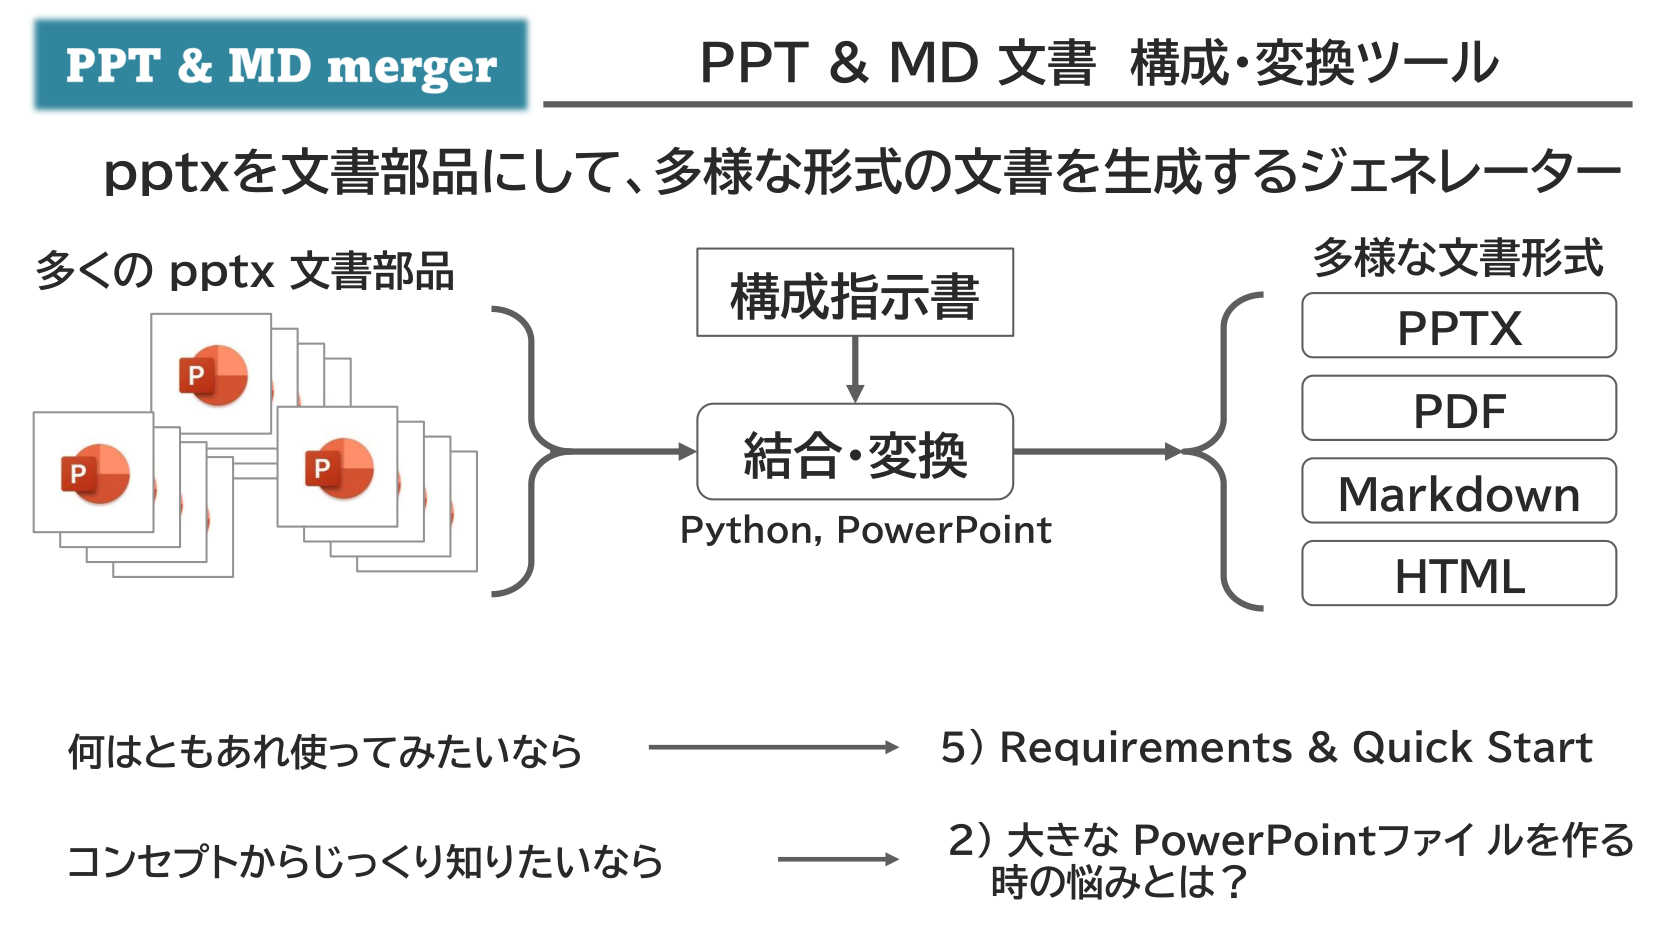 PPT & MD merger
PPT & MD 文書 構成・変換ツール
pptxを文書部品にして、多様な形式の文書を生成するジェネレーター
多くの pptx 文書部品
P
P
P
構成指示書
結合・変換
Python, PowerPoint
多様な文書形式
PPTX
PDF
Markdown
HTML
何はともあれ使ってみたいなら
5）Requirements & Quick Start
コンセプトからじっくり知りたいなら
2）大きな PowerPointファイ ルを作る
時の悩みとは？